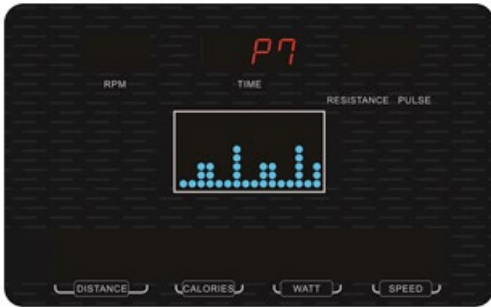 P7
RPM TIME
RESISTANCE PULSE
DISTANCE CALORIES WATT SPEED